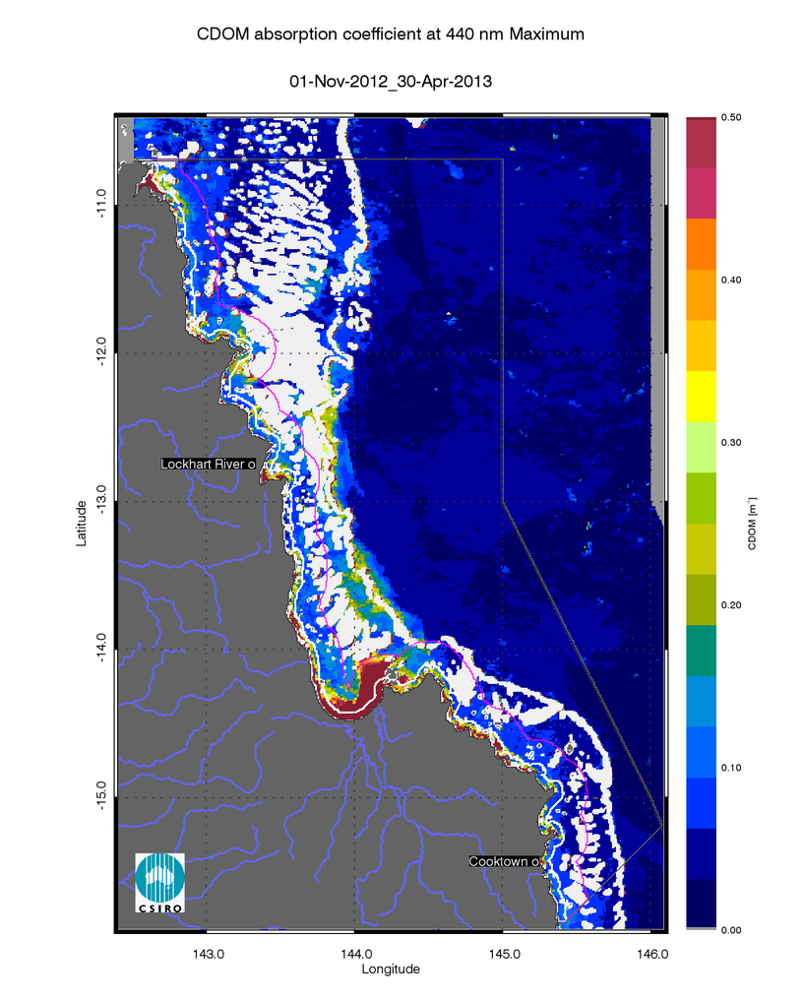 CDOM absorption coefficient at 440 nm Maximum
01-Nov-2012_30-Apr-2013
0.50
-11.0
0.40
-12.0
0.30
Lockhart River o
-13.0
Latitude
CDOM [m⁻¹]
0.20
-14.0
0.10
-15.0
Cooktown o
CSIRO
0.00
143.0
144.0
145.0
146.0
Longitude